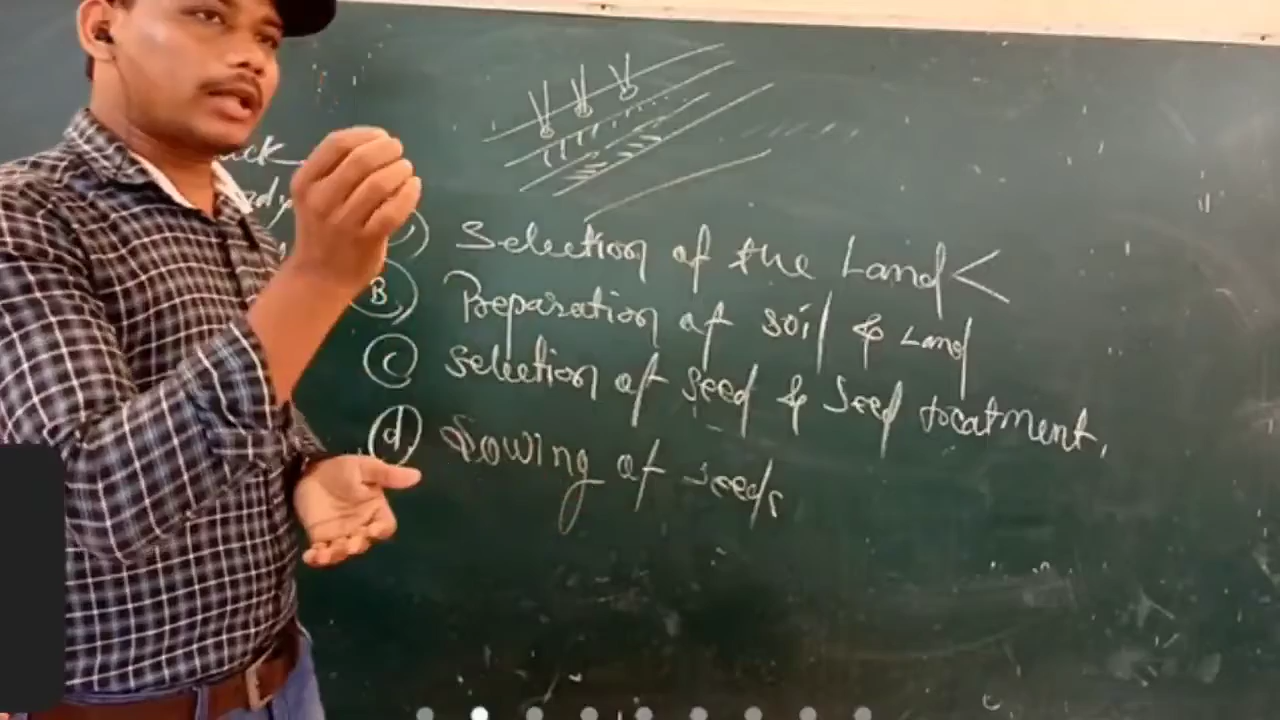 Selection of the Land <
B Preparation of soil & Land
C Selection of seed & seed treatment,
d Sowing of seeds